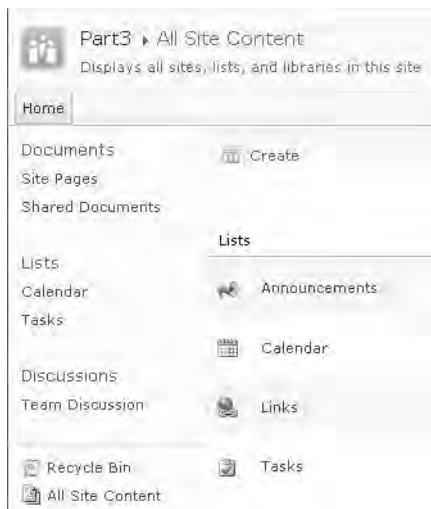 Part3 ▸ All Site Content
Displays all sites, lists, and libraries in this site
Home
Documents
Site Pages
Shared Documents
Lists
Calendar
Tasks
Discussions
Team Discussion
Recycle Bin
All Site Content
Create
Lists
Announcements
Calendar
Links
Tasks